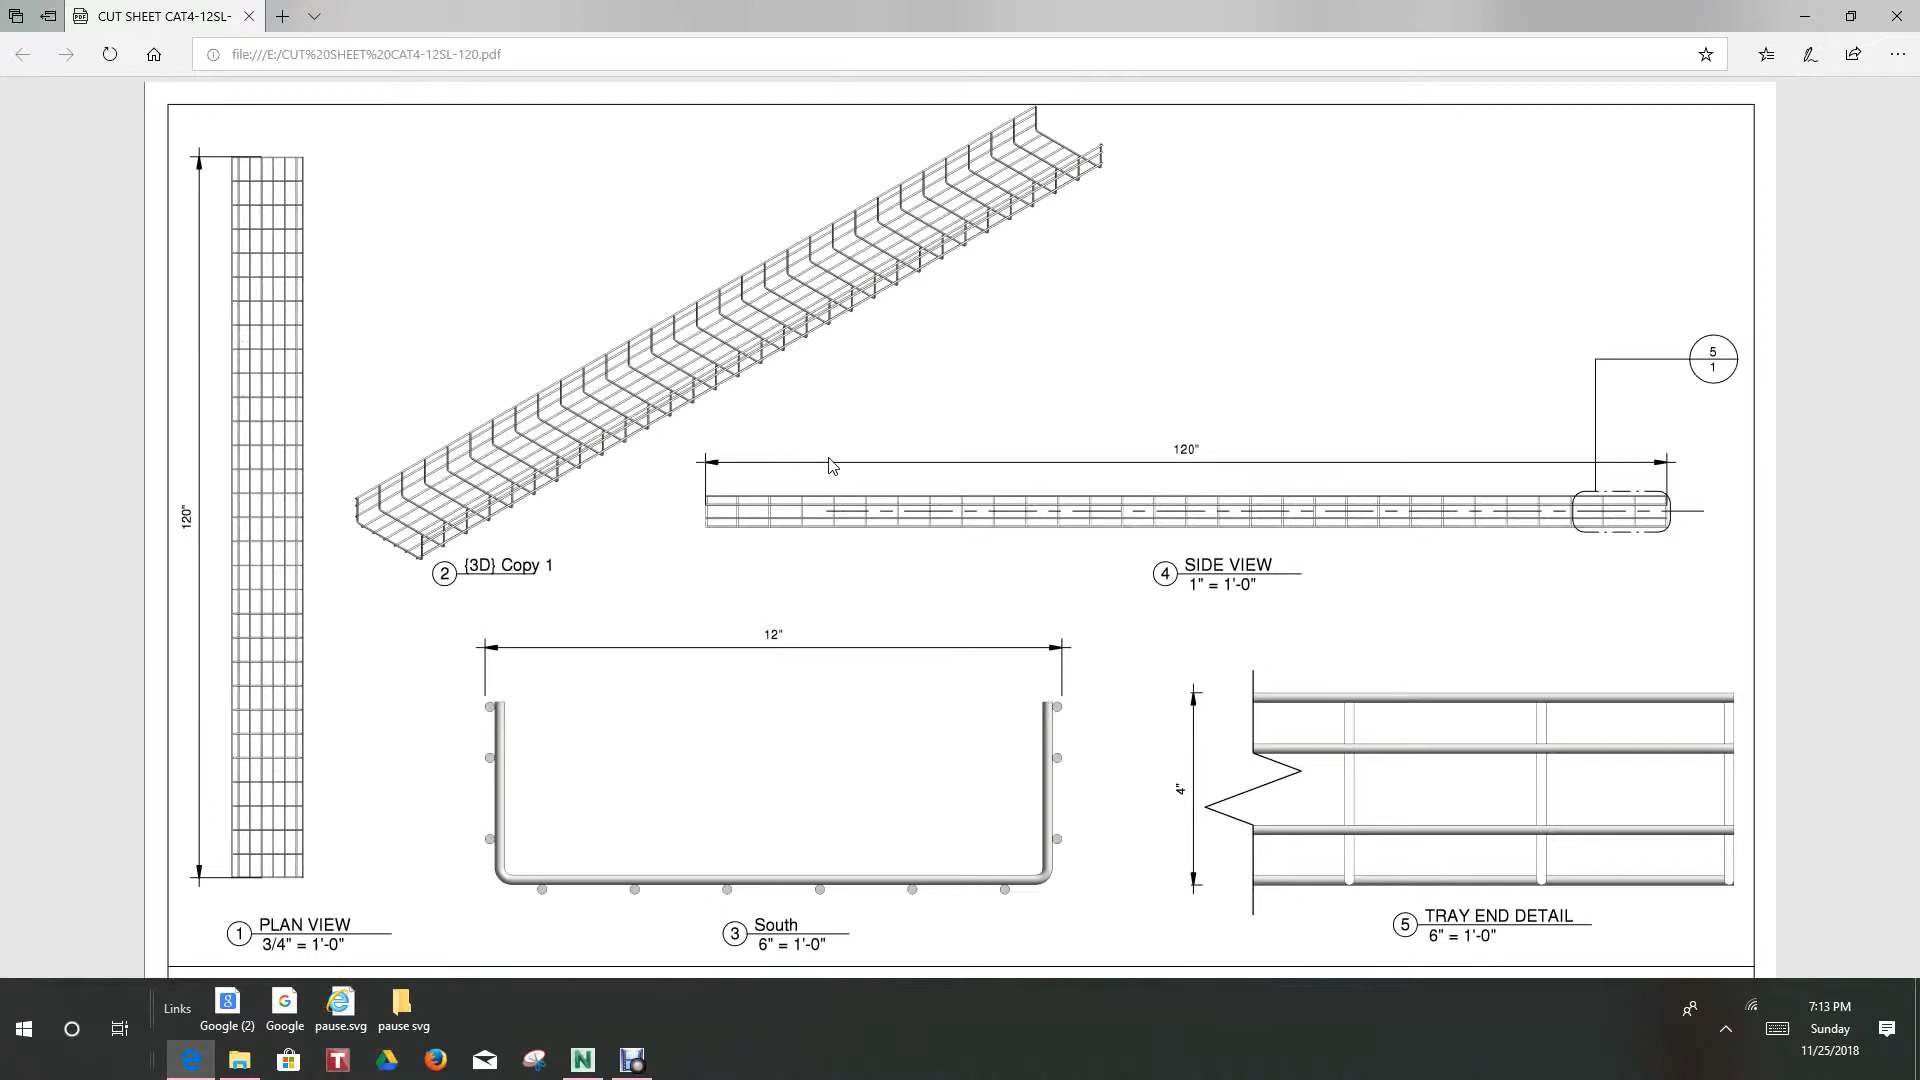 CUT SHEET CAT4-12SL-
file:///E:/CUT%20SHEET%20CAT4-12SL-120.pdf
5
1
120"
120"
2 {3D} Copy 1
4 SIDE VIEW
1" = 1'-0"
12"
4"
1 PLAN VIEW
3/4" = 1'-0"
3 South
6" = 1'-0"
5 TRAY END DETAIL
6" = 1'-0"
Links
Google (2)
Google
pause.svg
pause svg
7:13 PM
Sunday
11/25/2018